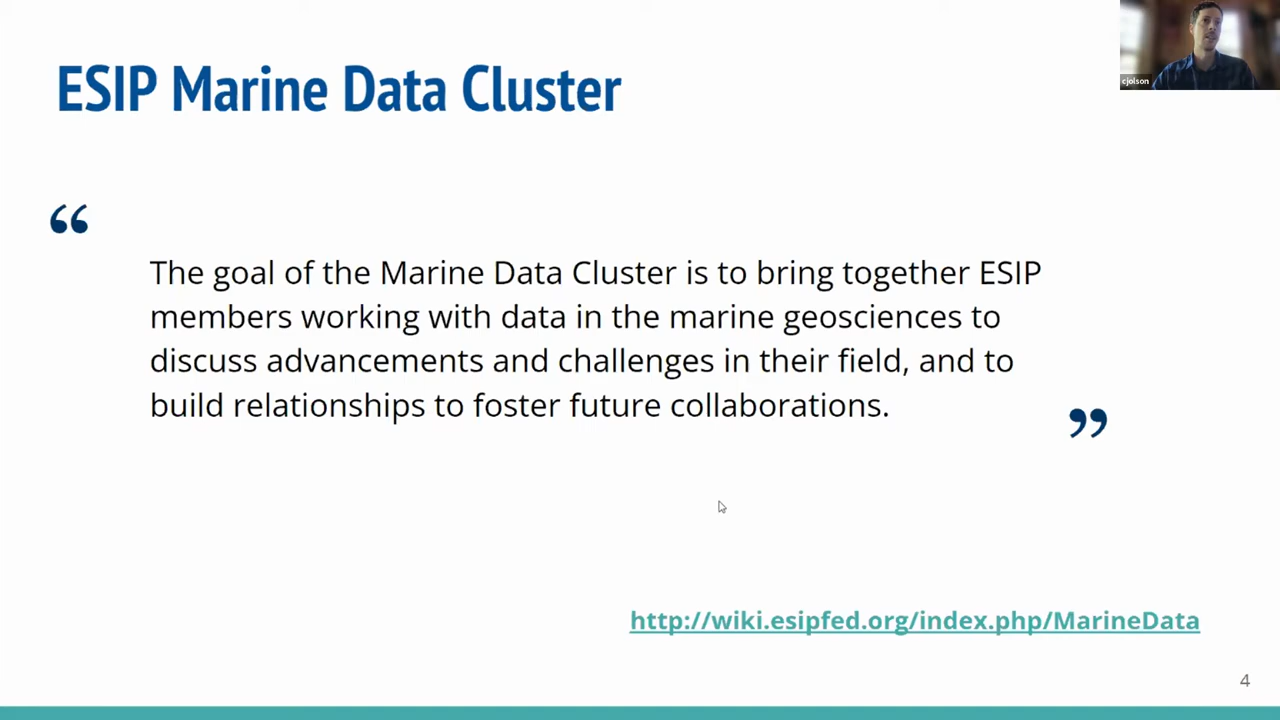 ESIP Marine Data Cluster
cjolson
“
The goal of the Marine Data Cluster is to bring together ESIP
members working with data in the marine geosciences to
discuss advancements and challenges in their field, and to
build relationships to foster future collaborations.
”
http://wiki.esipfed.org/index.php/MarineData
4